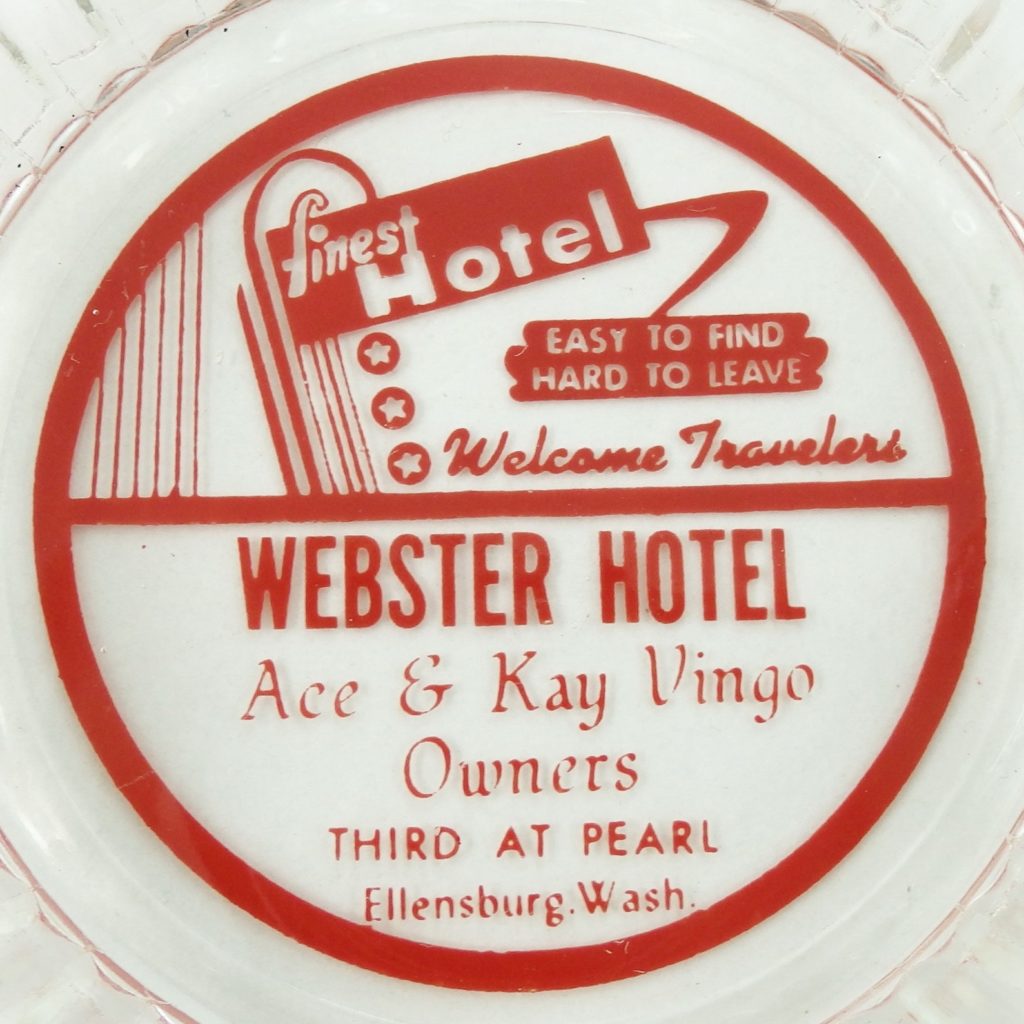 finest
Hotel
EASY TO FIND
HARD TO LEAVE
Welcome Travelers
WEBSTER HOTEL
Ace & Kay Vingo
Owners
THIRD AT PEARL
Ellensburg.Wash.